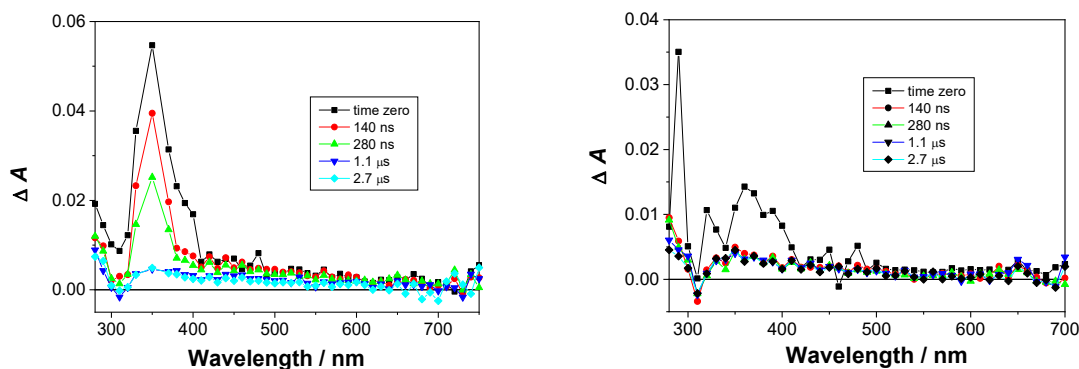 0.06
0.04
0.02
0.00
Δ A
time zero
140 ns
280 ns
1.1 μs
2.7 μs
300 400 500 600 700
Wavelength / nm
0.04
0.03
0.02
0.01
0.00
Δ A
time zero
140 ns
280 ns
1.1 μs
2.7 μs
300 400 500 600 700
Wavelength / nm